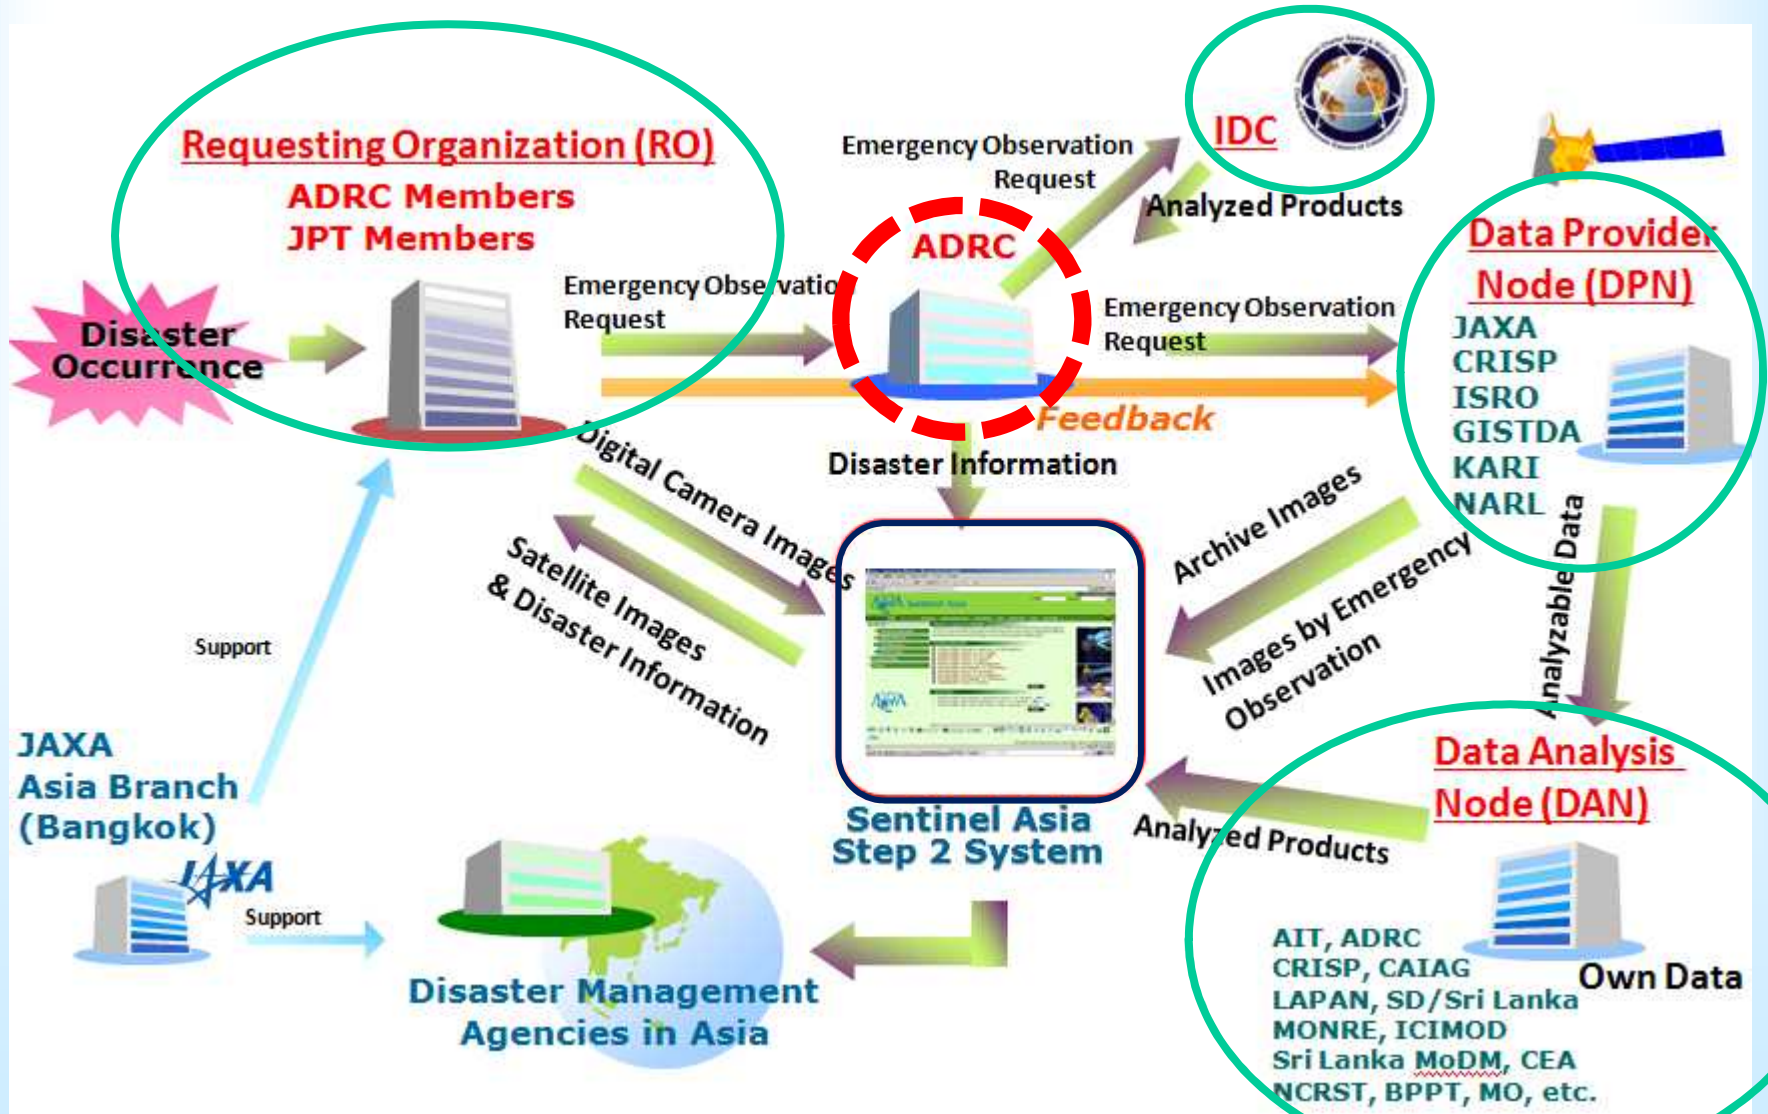 Requesting Organization (RO)
ADRC Members
JPT Members
Disaster
Occurrence
Emergency Observatio
Request
ADRC
Emergency Observation
Request
IDC
Analyzed Products
Emergency Observation
Request
Feedback
Data Provider
Node (DPN)
JAXA
CRISP
ISRO
GISTDA
KARI
NARL
Disaster Information
Digital Camera Images
Satellite Images
& Disaster Information
Archive Images
Images by Emergency
Observation
Analyzable Data
Support
JAXA
Asia Branch
(Bangkok)
JAXA
Support
Sentinel Asia
Step 2 System
Analyzed Products
Data Analysis
Node (DAN)
Own Data
AIT, ADRC
CRISP, CAIAG
LAPAN, SD/Sri Lanka
MONRE, ICIMOD
Sri Lanka MoDM, CEA
NCRST, BPPT, MO, etc.
Disaster Management
Agencies in Asia